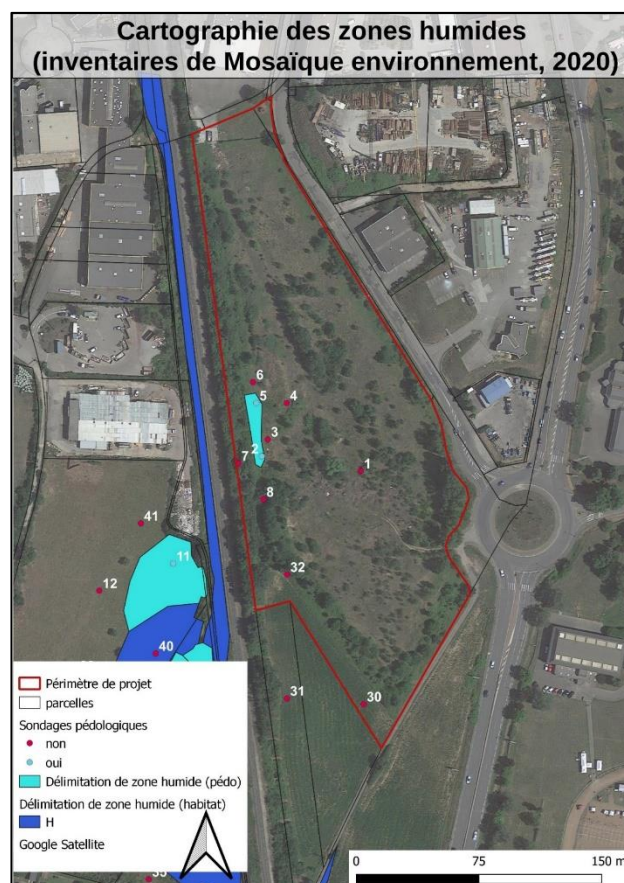 Cartographie des zones humides
(inventaires de Mosaïque environnement, 2020)
6
5
4
3
2
7
1
8
41
11
12
32
40
31
30
Périmètre de projet
parcelles
Sondages pédologiques
non
oui
Délimitation de zone humide (pédo)
Délimitation de zone humide (habitat)
H
Google Satellite
0 75 150 m